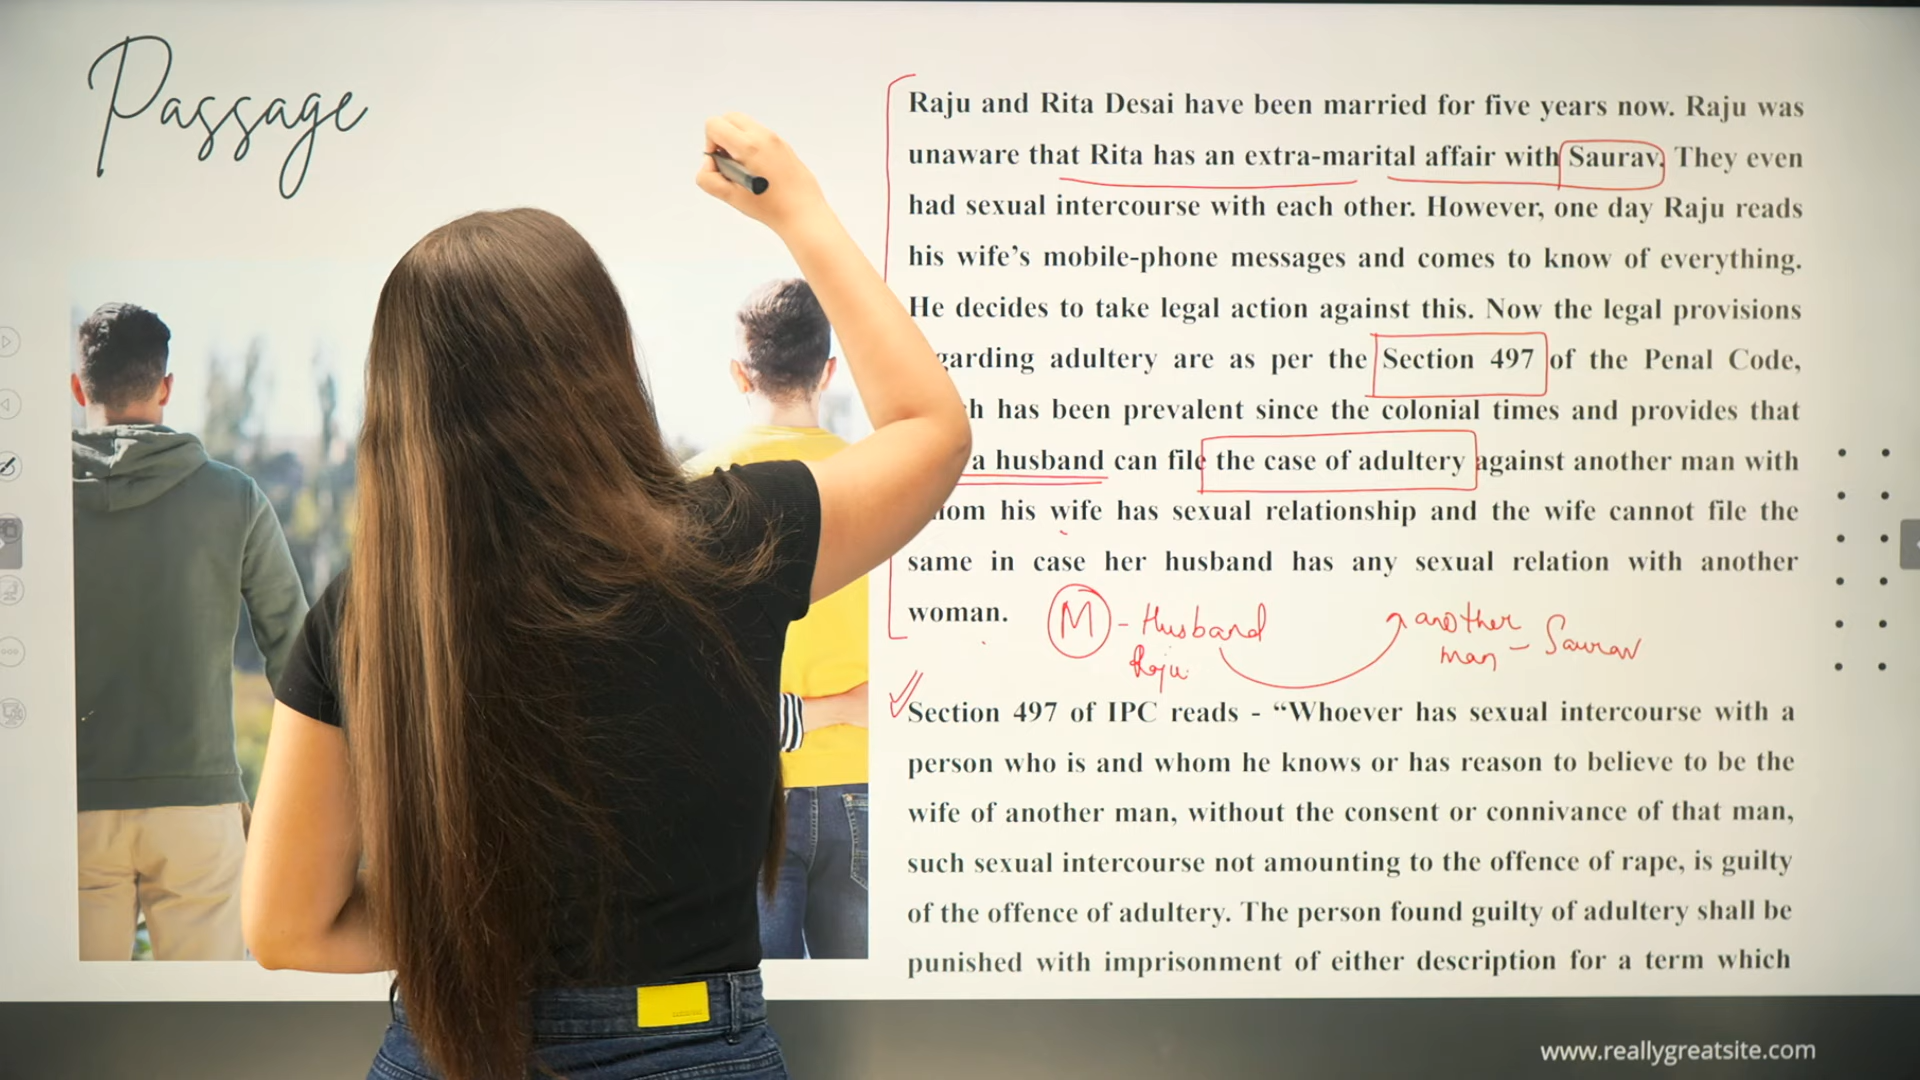 Passage
Raju and Rita Desai have been married for five years now. Raju was
unaware that Rita has an extra-marital affair with Saurav. They even
had sexual intercourse with each other. However, one day Raju reads
his wife's mobile-phone messages and comes to know of everything.
He decides to take legal action against this. Now the legal provisions
garding adultery are as per the Section 497 of the Penal Code,
h has been prevalent since the colonial times and provides that
a husband can file the case of adultery against another man with
om his wife has sexual relationship and the wife cannot file the
same in case her husband has any sexual relation with another
woman.
M - Husband another
Raju man - Saurav
Section 497 of IPC reads - “Whoever has sexual intercourse with a
person who is and whom he knows or has reason to believe to be the
wife of another man, without the consent or connivance of that man,
such sexual intercourse not amounting to the offence of rape, is guilty
of the offence of adultery. The person found guilty of adultery shall be
punished with imprisonment of either description for a term which
www.reallygreatsite.com